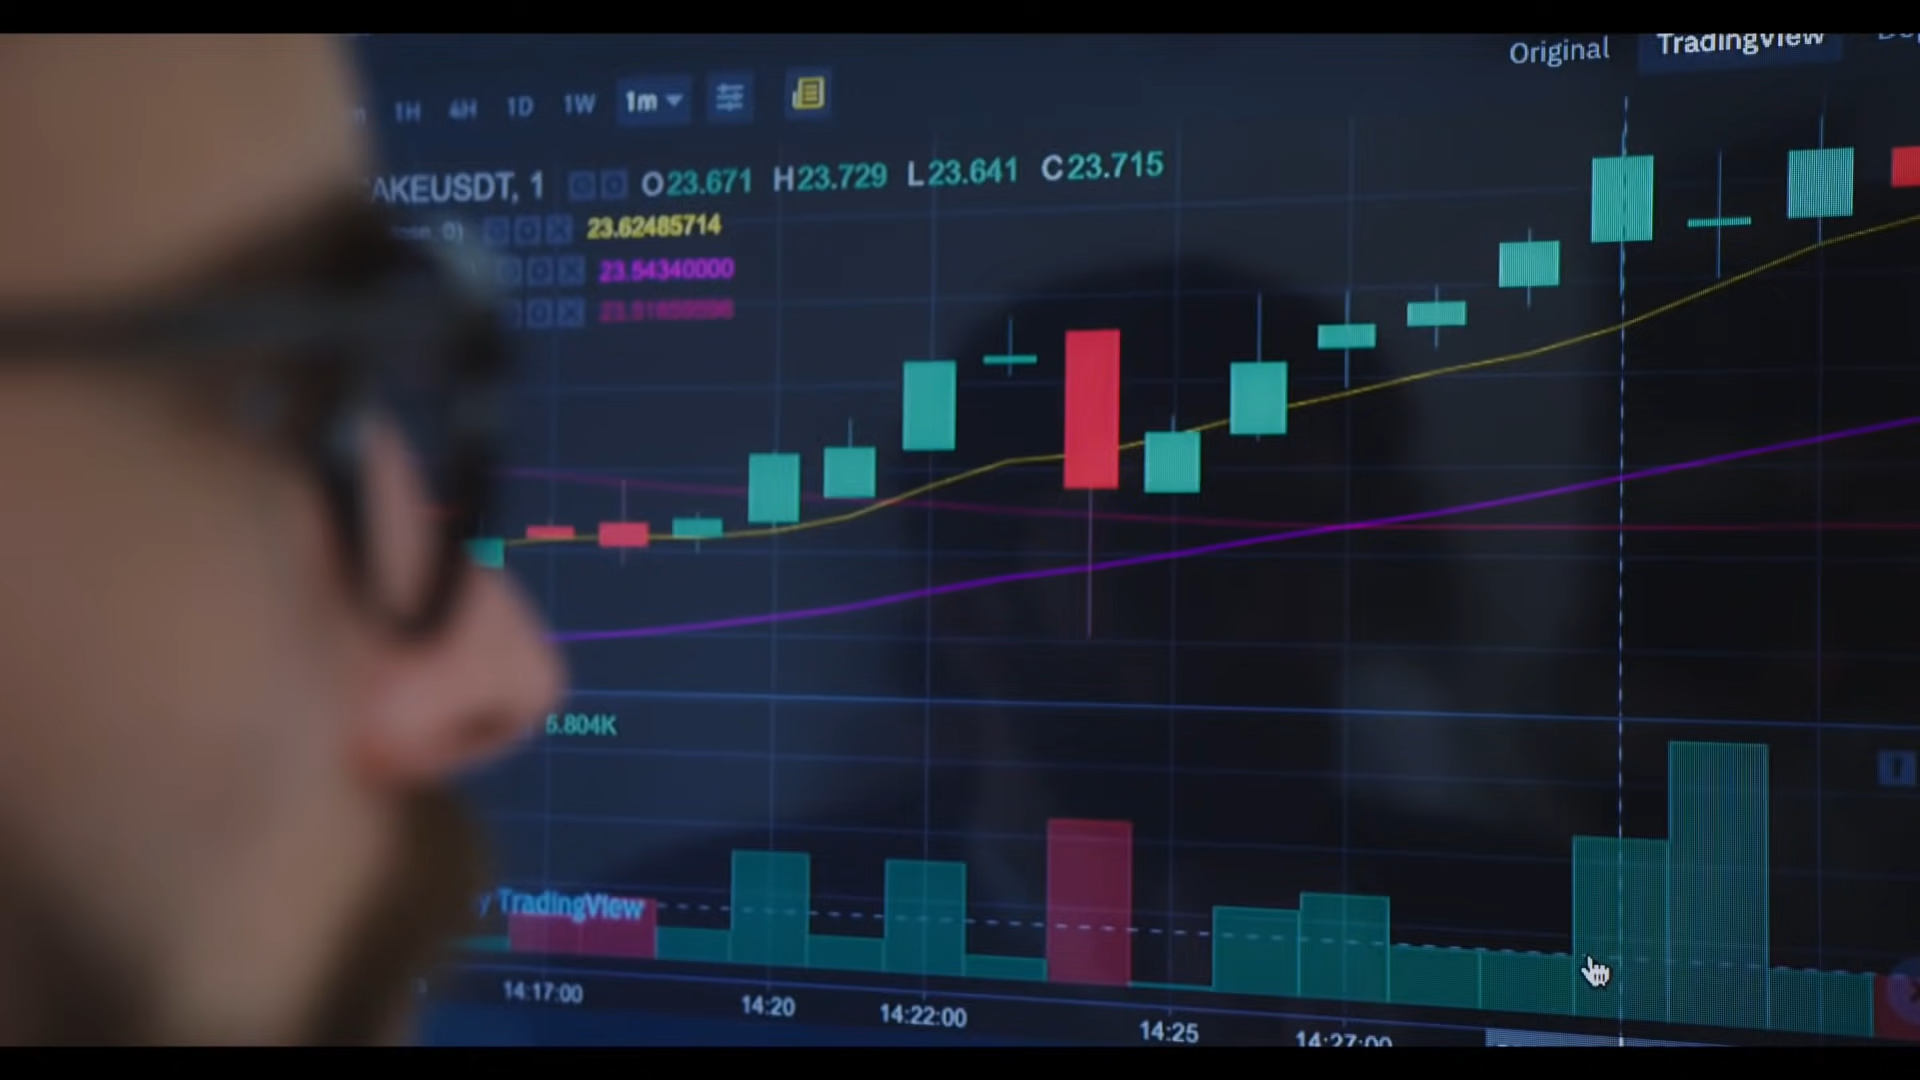 Original TradingView
1H 4H 1D 1W 1m
AKEUSDT, 1 O23.671 H23.729 L23.641 C23.715
0) 23.62485714
23.54340000
5.804K
y TradingView
14:17:00 14:20 14:22:00 14:25 14:27:00